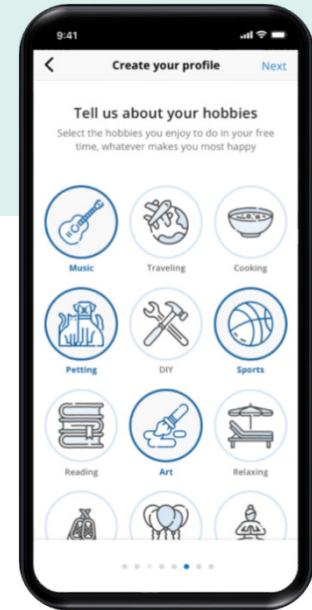 9:41
Create your profile
Next
Tell us about your hobbies
Select the hobbies you enjoy to do in your free
time, whatever makes you most happy
Music
Traveling
Cooking
Petting
DIY
Sports
Reading
Art
Relaxing